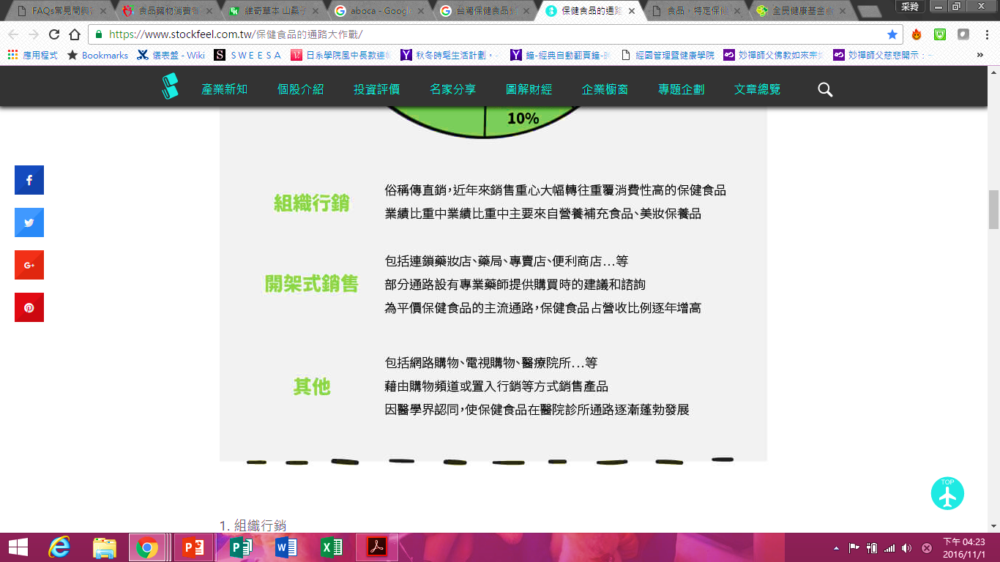 FAQs常見問與
食品藥物消費者
aboca - Google
台灣保健食品
保健食品的通路
食品，特定保健
全民健康基金會
采羚
https://www.stockfeel.com.tw/保健食品的通路大作戰/
應用程式
Bookmarks
儀表盤 - Wiki
S W E E S A
日系學院風中長款連帽
秋冬時髦生活計劃。-
鐘-經典自動翻頁鐘-
經國管理暨健康學院
妙禪師父佛教如來宗
妙禪師父慈悲開示：
»
產業新知
個股介紹
投資評價
名家分享
圖解財經
企業櫥窗
專題企劃
文章總覽
10%
組織行銷
俗稱傳直銷，近年來銷售重心大幅轉往重覆消費性高的保健食品
業績比重中業績比重中主要來自營養補充食品、美妝保養品
開架式銷售
包括連鎖藥妝店、藥局、專賣店、便利商店…等
部分通路設有專業藥師提供購買時的建議和諮詢
為平價保健食品的主流通路，保健食品占營收比例逐年增高
其他
包括網路購物、電視購物、醫療院所…等
藉由購物頻道或置入行銷等方式銷售產品
因醫學界認同，使保健食品在醫院診所通路逐漸蓬勃發展
TOP
1. 組織行銷
下午 04:23
2016/11/1